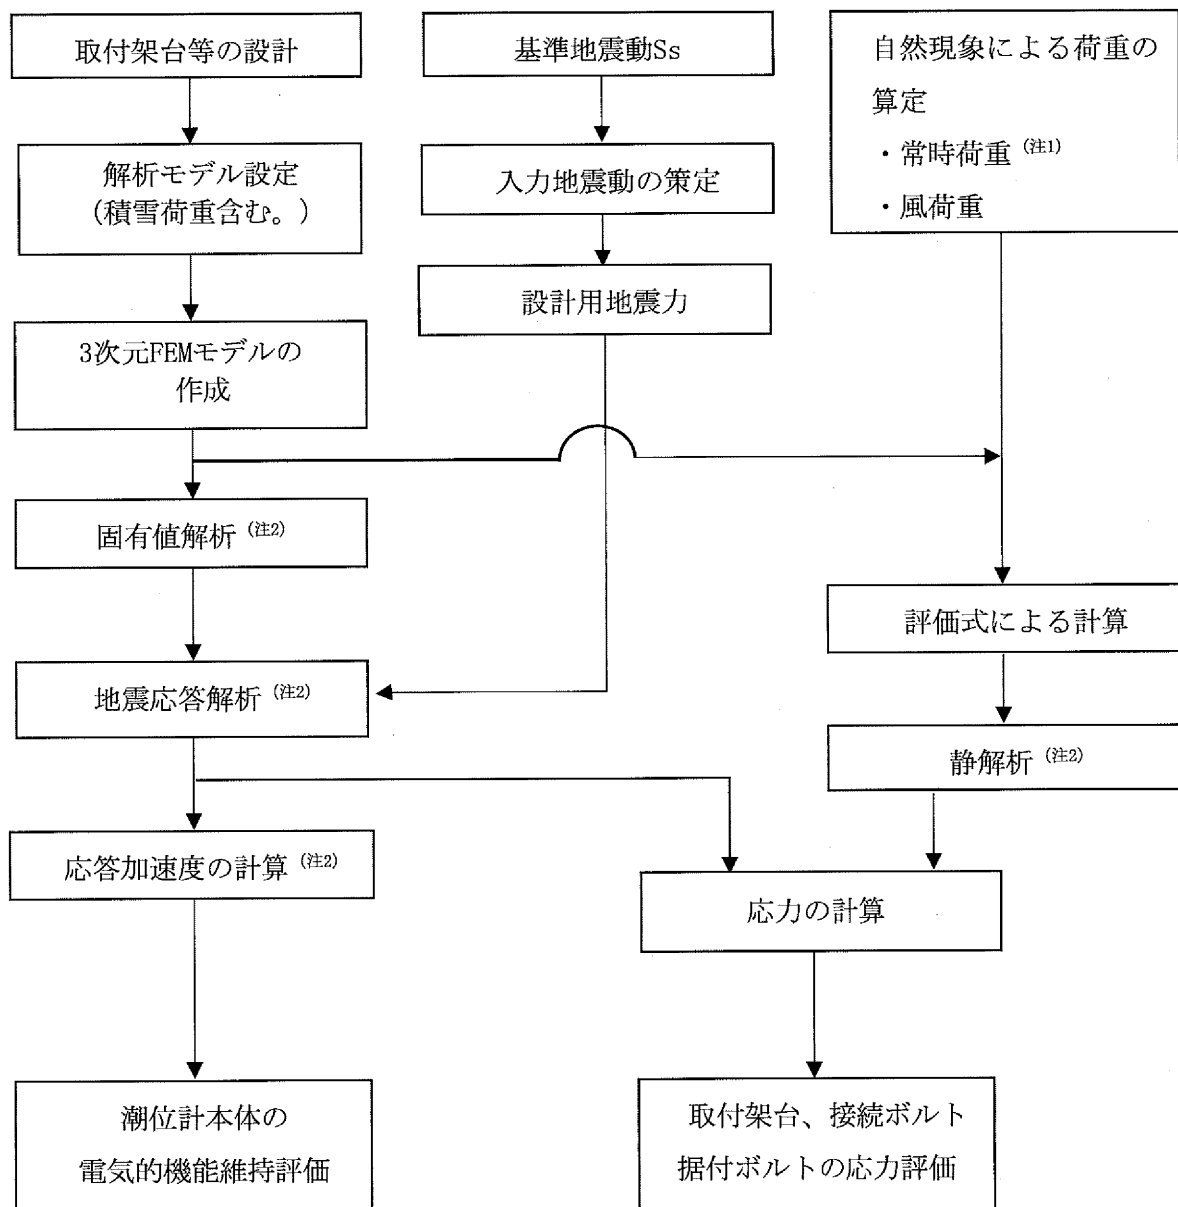 取付架台等の設計
基準地震動Ss
自然現象による荷重の
算定
・常時荷重(注1)
・風荷重
解析モデル設定
(積雪荷重含む。)
入力地震動の策定
設計用地震力
3次元FEMモデルの
作成
固有値解析(注2)
評価式による計算
地震応答解析(注2)
静解析(注2)
応答加速度の計算(注2)
応力の計算
潮位計本体の
電気的機能維持評価
取付架台、接続ボルト
据付ボルトの応力評価